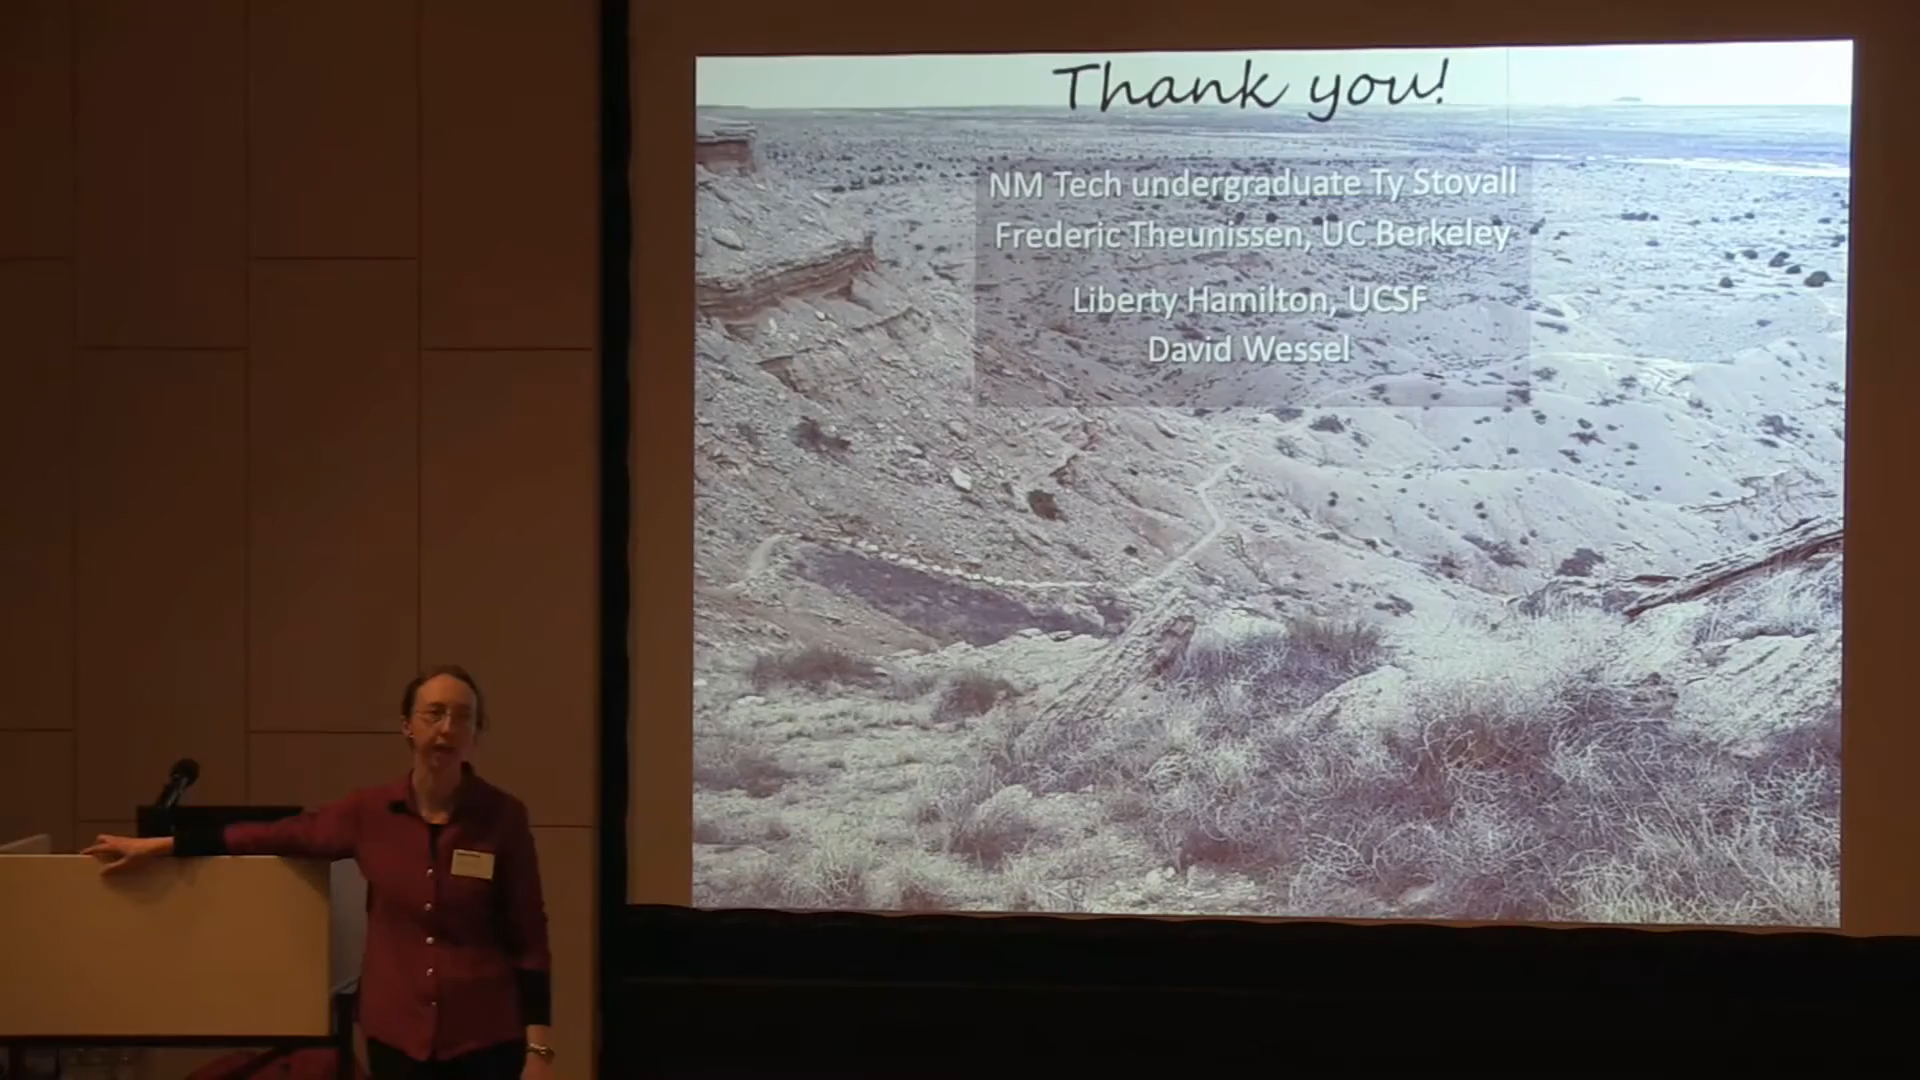 Thank you!
NM Tech undergraduate Ty Stovall
Frederic Theunissen, UC Berkeley
Liberty Hamilton, UCSF
David Wessel